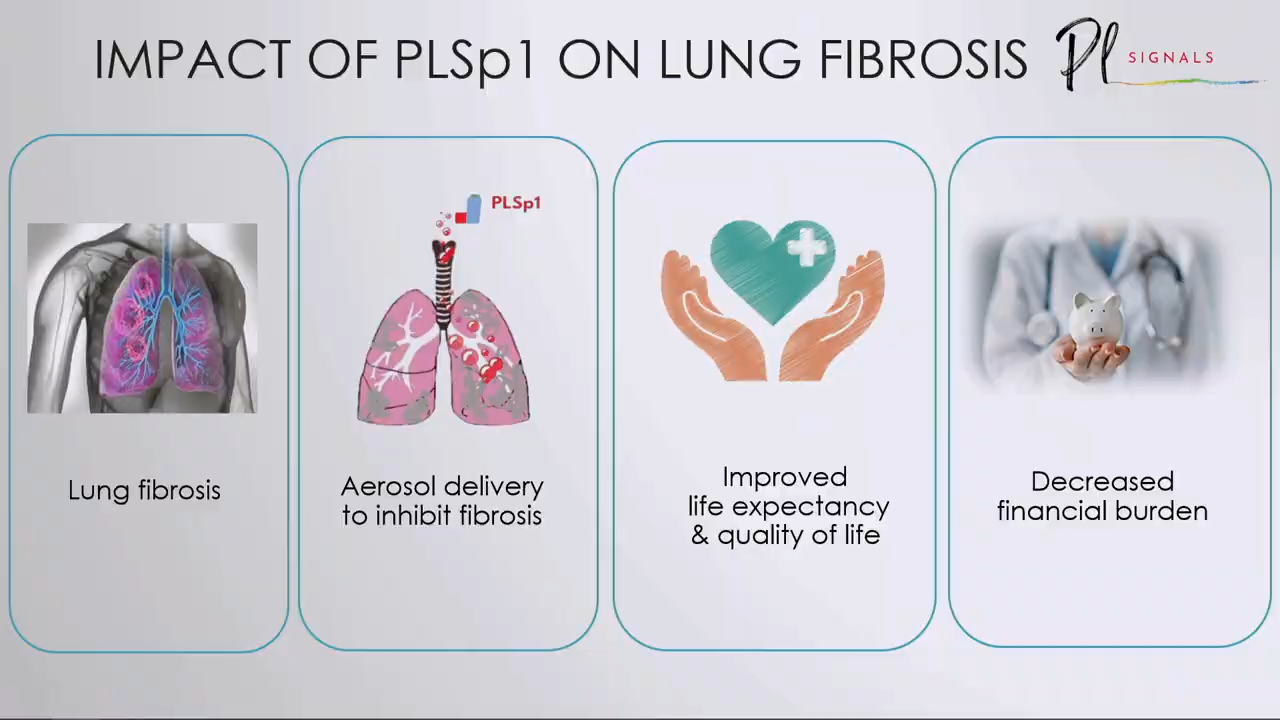 IMPACT OF PLSp1 ON LUNG FIBROSIS
Pl SIGNALS
PLSp1
Lung fibrosis
Aerosol delivery
to inhibit fibrosis
Improved
life expectancy
& quality of life
Decreased
financial burden